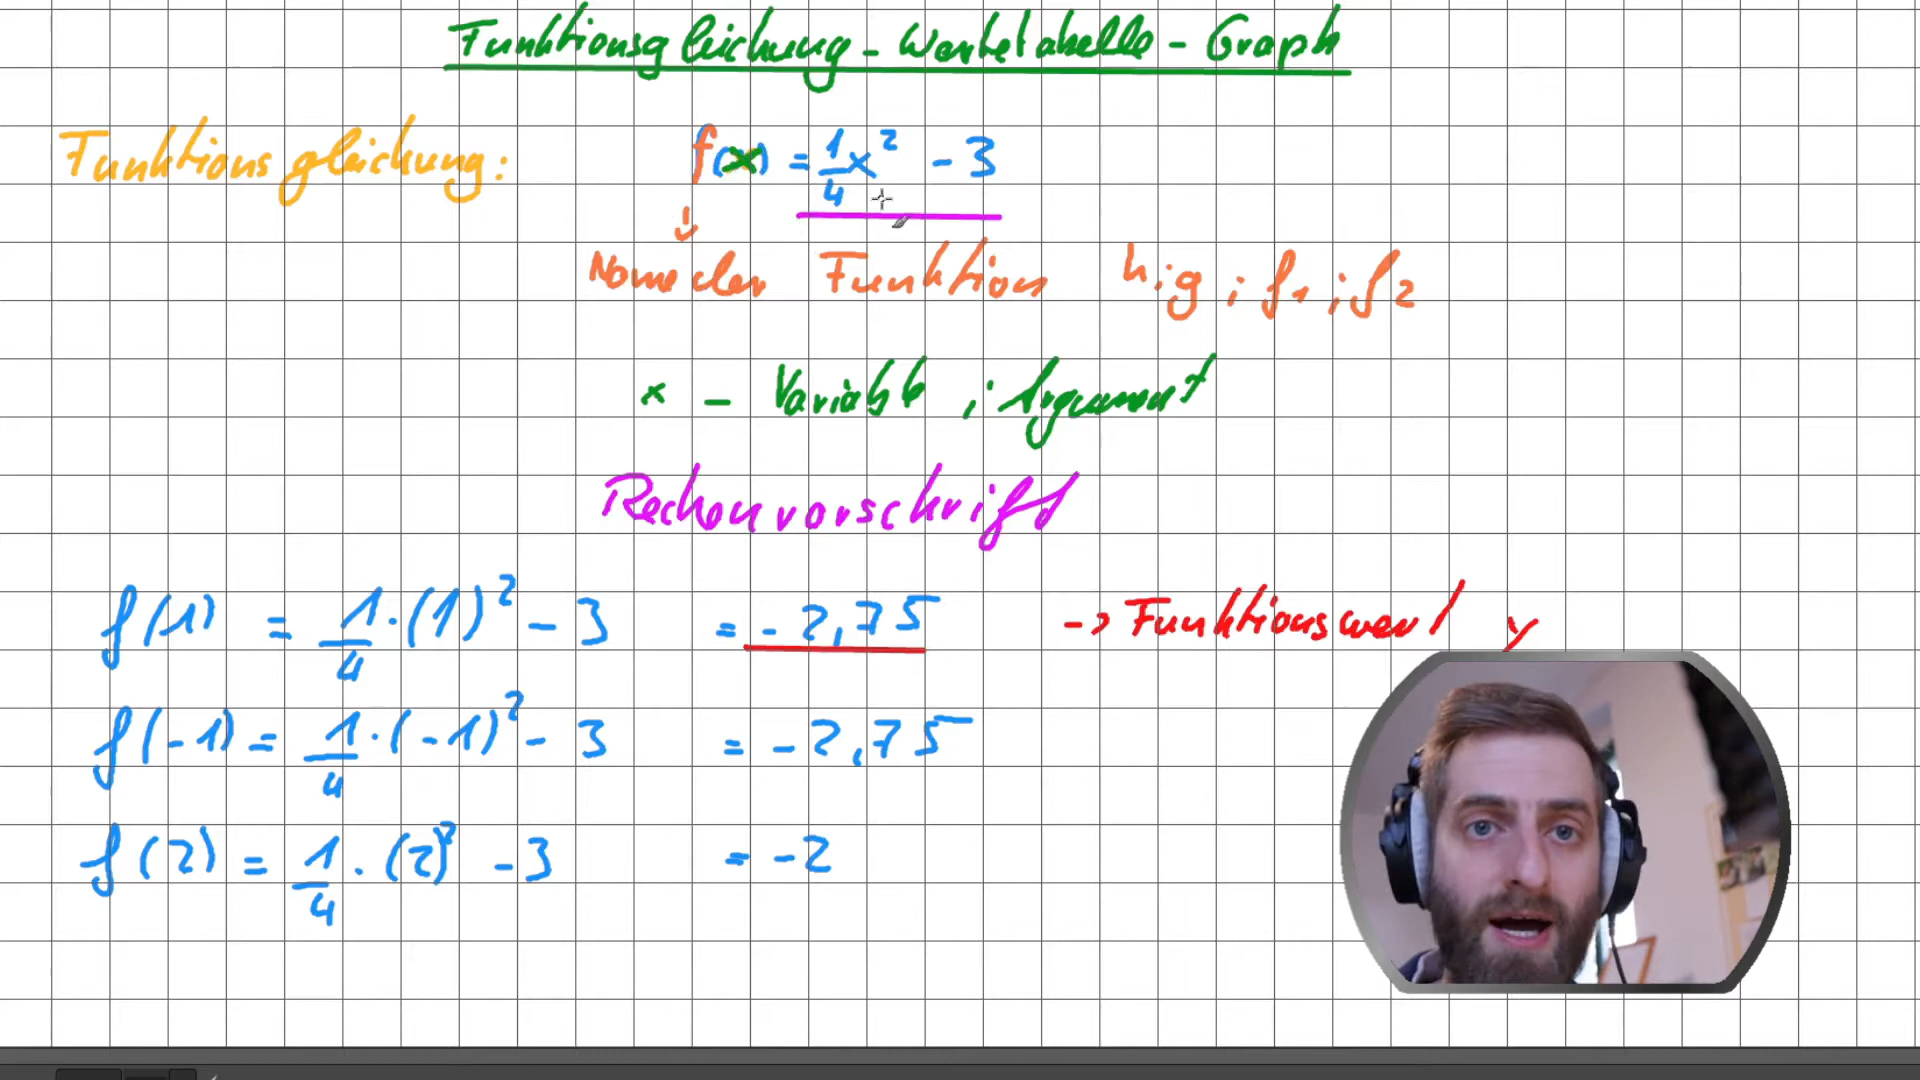 Funktionsgleichung - Wertetabelle - Graph
Funktionsgleichung: f(x) = 1/4 x² - 3
Name der Funktion h ; g ; f1 ; f2
x - Variable ; Argument
Rechenvorschrift
f(1) = 1/4 · (1)² - 3 = - 2,75 -> Funktionswert y
f(-1) = 1/4 · (-1)² - 3 = - 2,75
f(2) = 1/4 · (2)² - 3 = - 2